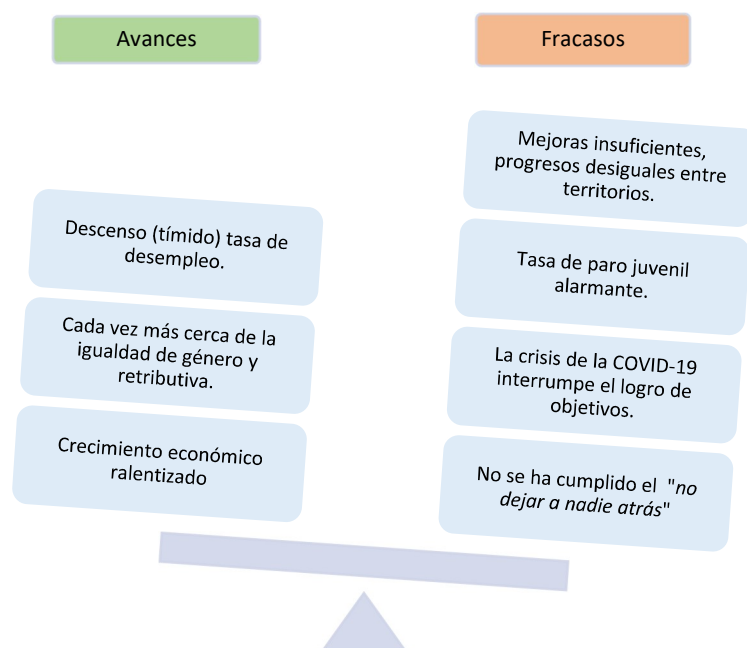 Avances
Fracasos
Descenso (tímido) tasa de
desempleo.
Cada vez más cerca de la
igualdad de género y
retributiva.
Crecimiento económico
ralentizado
Mejoras insuficientes,
progresos desiguales entre
territorios.
Tasa de paro juvenil
alarmante.
La crisis de la COVID-19
interrumpe el logro de
objetivos.
No se ha cumplido el "no
dejar a nadie atrás"